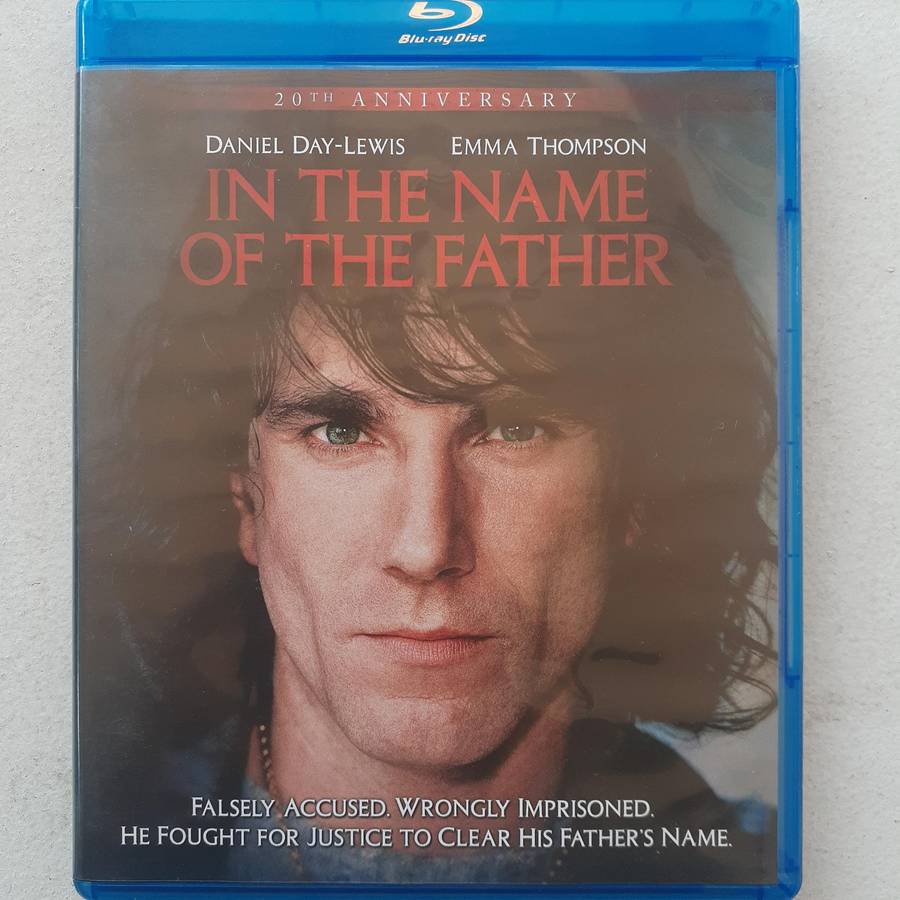 Blu-ray Disc
20TH ANNIVERSARY
DANIEL DAY-LEWIS EMMA THOMPSON
IN THE NAME
OF THE FATHER
FALSELY ACCUSED. WRONGLY IMPRISONED.
HE FOUGHT FOR JUSTICE TO CLEAR HIS FATHER'S NAME.